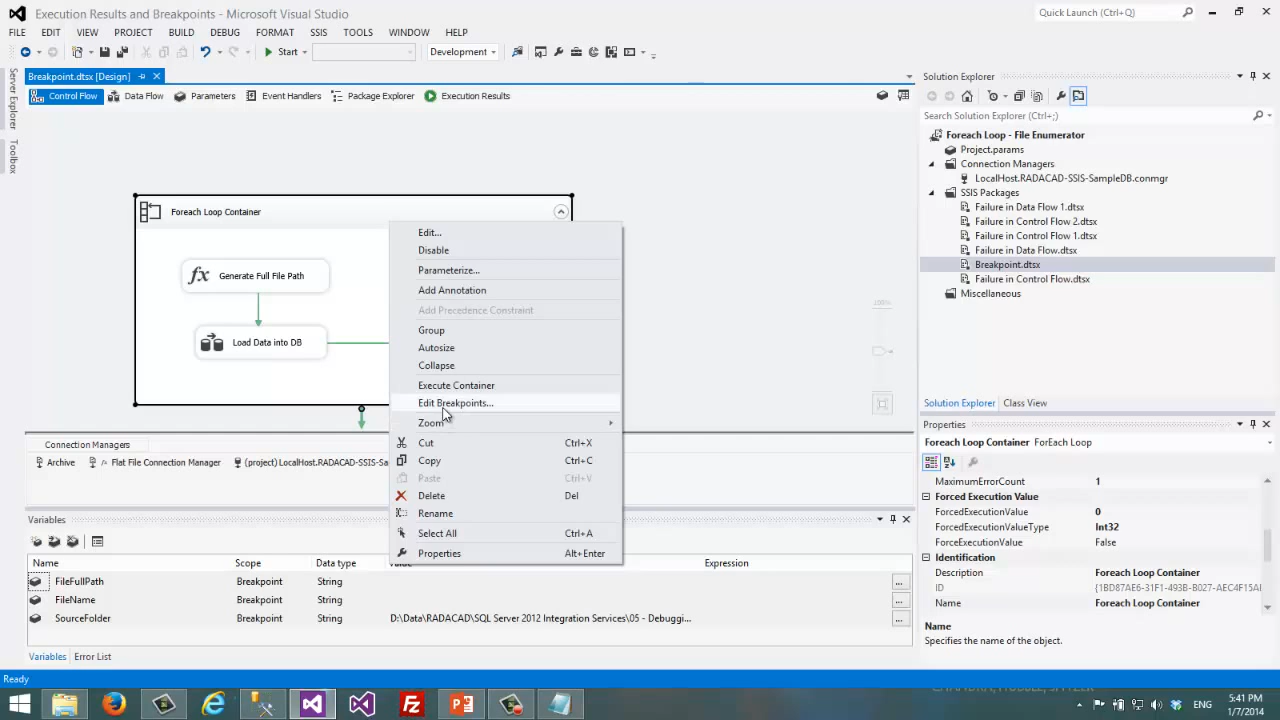 Execution Results and Breakpoints - Microsoft Visual Studio
Quick Launch (Ctrl+Q)
FILE EDIT VIEW PROJECT BUILD DEBUG TEAM FORMAT SSIS TOOLS WINDOW HELP
Start Development
Server Explorer
Toolbox
Breakpoint.dtsx [Design]
Control Flow Data Flow Parameters Event Handlers Package Explorer Execution Results
Foreach Loop Container
Generate Full File Path
Load Data into DB
100%
Edit...
Disable
Parameterize...
Add Annotation
Add Precedence Constraint
Group
Autosize
Collapse
Execute Container
Edit Breakpoints...
Zoom
Cut Ctrl+X
Copy Ctrl+C
Paste Ctrl+V
Delete Del
Rename
Select All Ctrl+A
Properties Alt+Enter
Connection Managers
Archive Flat File Connection Manager (project) LocalHost.RADACAD-SSIS-Sa
Variables
Name Scope Data type Value Expression
FileFullPath Breakpoint String ...
FileName Breakpoint String ...
SourceFolder Breakpoint String D:\Data\RADACAD\SQL Server 2012 Integration Services\05 - Debuggi... ...
Variables Error List
Solution Explorer
Search Solution Explorer (Ctrl+;)
Foreach Loop - File Enumerator
Project.params
Connection Managers
LocalHost.RADACAD-SSIS-SampleDB.conmgr
SSIS Packages
Failure in Data Flow 1.dtsx
Failure in Control Flow 2.dtsx
Failure in Control Flow 1.dtsx
Failure in Data Flow.dtsx
Breakpoint.dtsx
Failure in Control Flow.dtsx
Miscellaneous
Solution Explorer Class View
Properties
Foreach Loop Container ForEach Loop
MaximumErrorCount 1
Forced Execution Value
ForcedExecutionValue 0
ForcedExecutionValueType Int32
ForceExecutionValue False
Identification
Description Foreach Loop Container
ID {1BD87AE6-31F1-493B-B027-AEC4F15AE
Name Foreach Loop Container
Name
Specifies the name of the object.
Ready
ENG
5:41 PM
1/7/2014